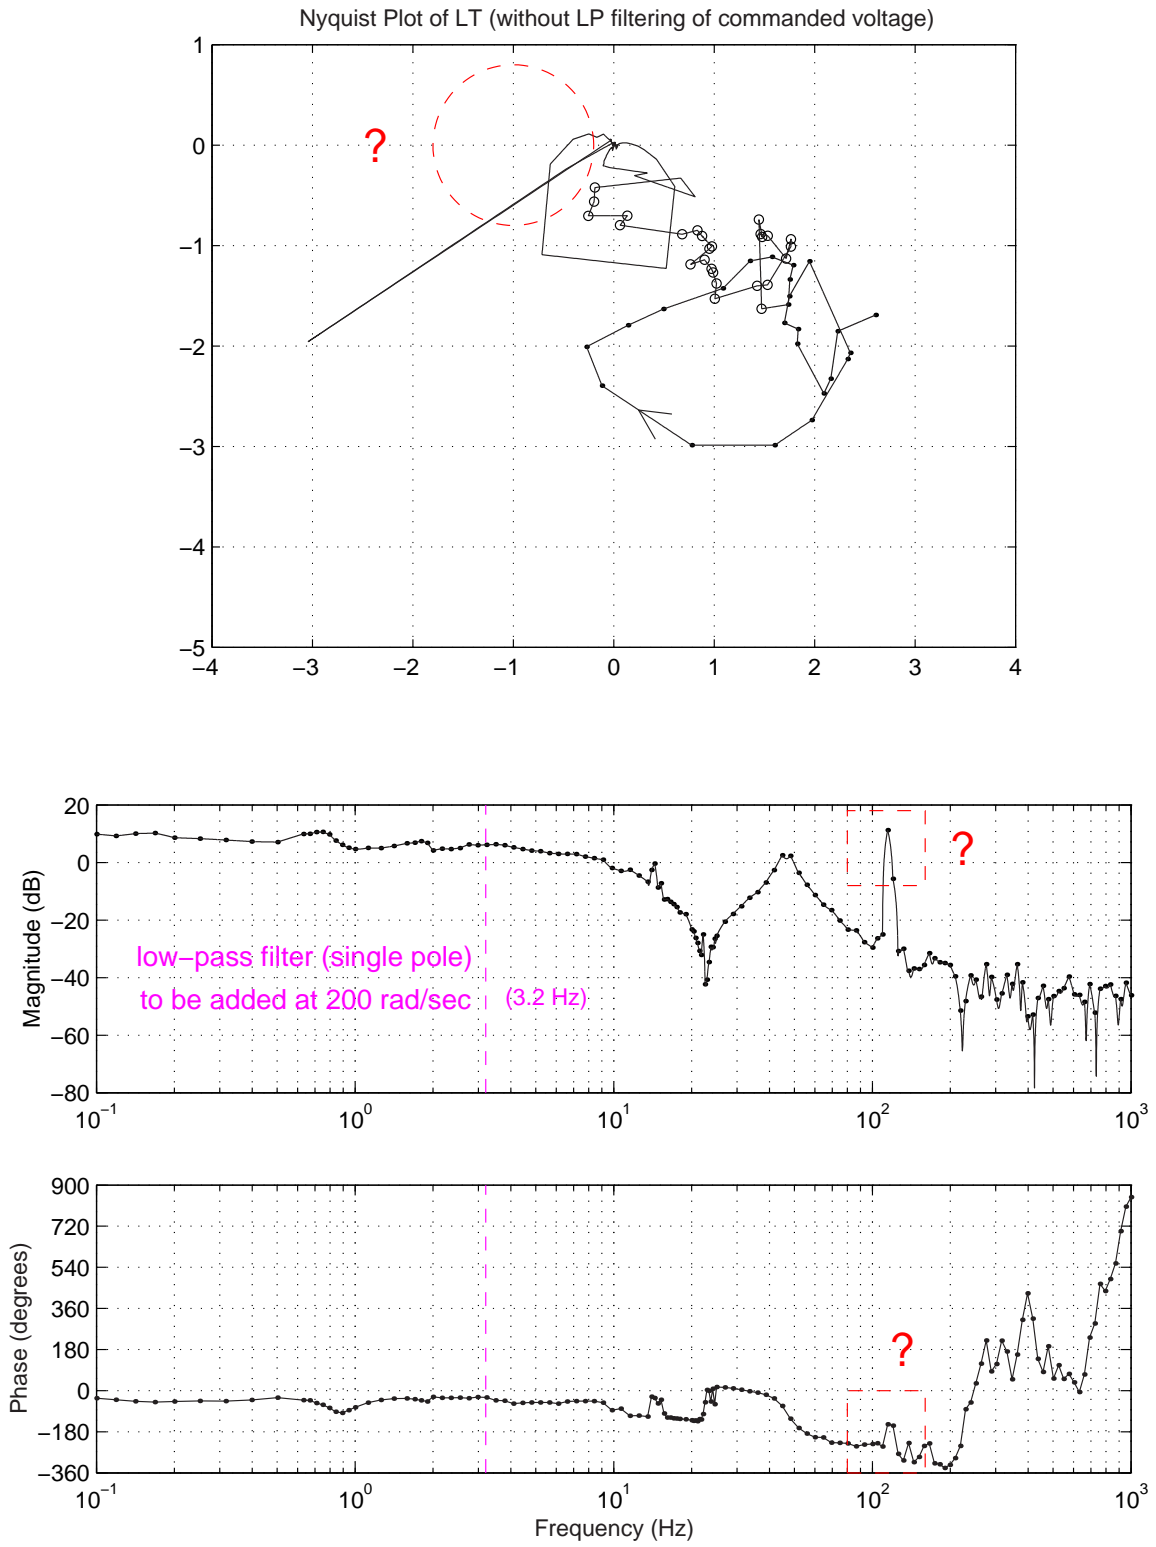 Nyquist Plot of LT (without LP filtering of commanded voltage)
1
0
−1
−2
−3
−4
−5
?
−4 −3 −2 −1 0 1 2 3 4
20
0
−20
−40
−60
−80
Magnitude (dB)
?
low−pass filter (single pole)
to be added at 200 rad/sec (3.2 Hz)
10−1 100 101 102 103
900
720
540
360
180
0
−180
−360
Phase (degrees)
?
10−1 100 101 102 103
Frequency (Hz)